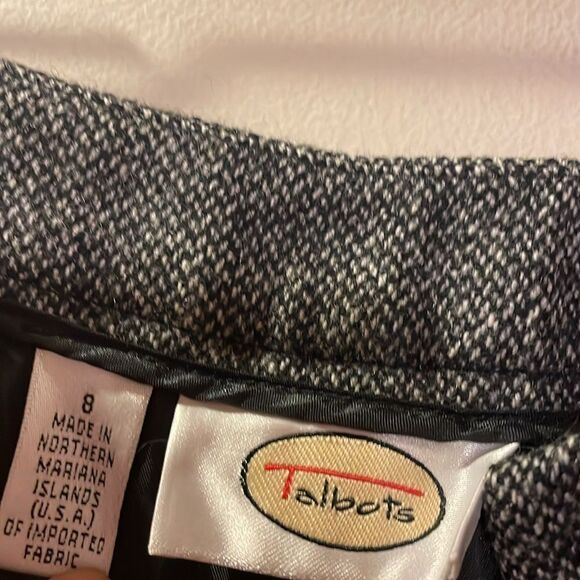 8
MADE IN
NORTHERN
MARIANA
ISLANDS
(U.S.A.)
OF IMPORTED
FABRIC
Talbots